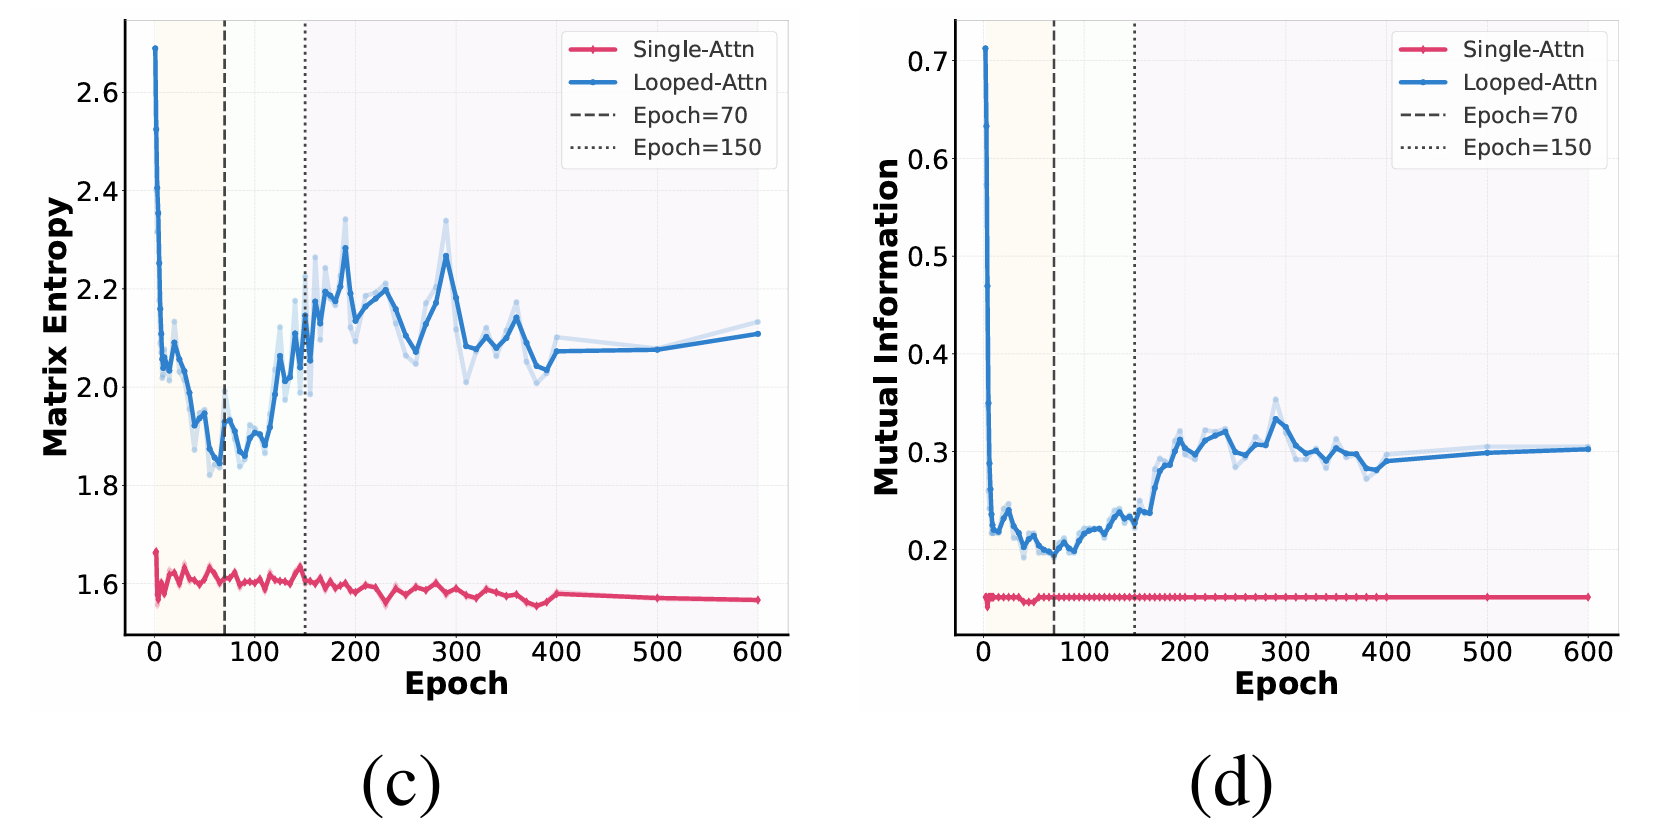 Matrix Entropy
2.6
2.4
2.2
2.0
1.8
1.6
Single-Attn
Looped-Attn
Epoch=70
Epoch=150
0 100 200 300 400 500 600
Epoch
(c)
Mutual Information
0.7
0.6
0.5
0.4
0.3
0.2
Single-Attn
Looped-Attn
Epoch=70
Epoch=150
0 100 200 300 400 500 600
Epoch
(d)